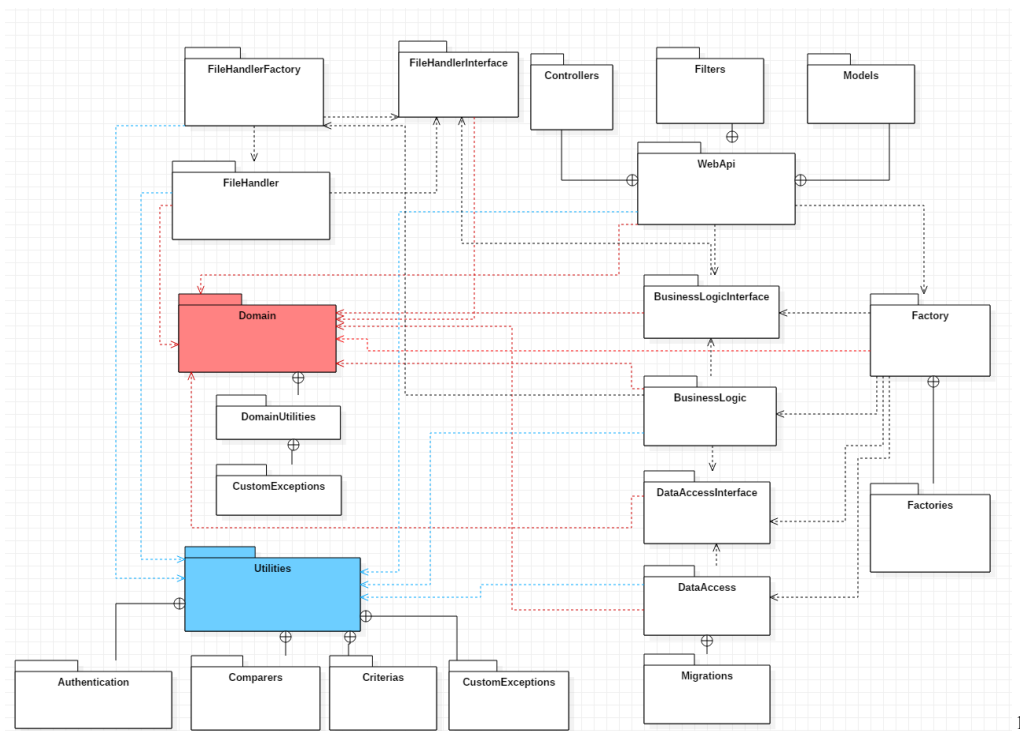 FileHandlerFactory
FileHandlerInterface
Controllers
Filters
Models
WebApi
FileHandler
BusinessLogicInterface
Domain
Factory
BusinessLogic
DomainUtilities
CustomExceptions
DataAccessInterface
Factories
Utilities
DataAccess
Authentication
Comparers
Criterias
CustomExceptions
Migrations
1